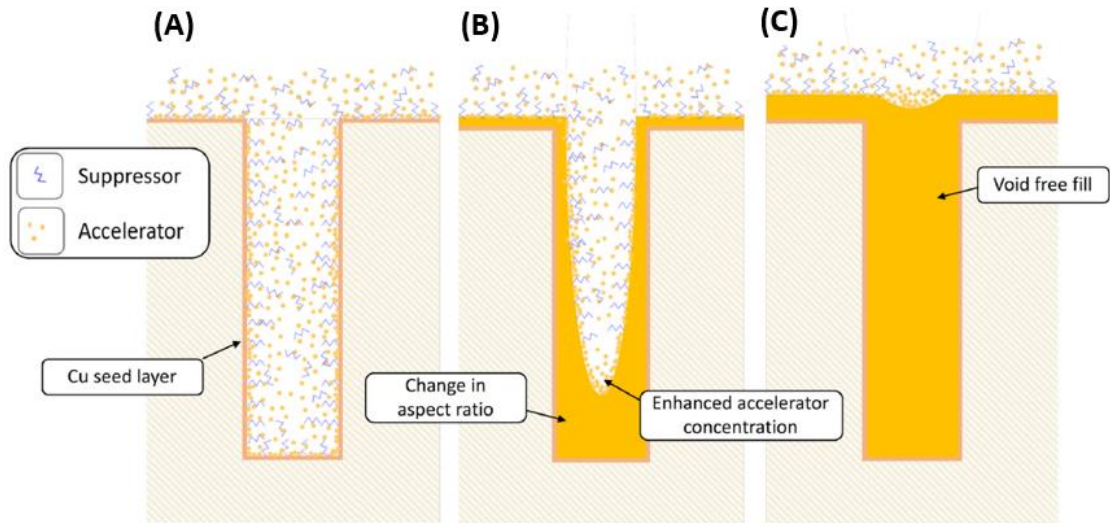 (A)
(B)
(C)
Suppressor
Accelerator
Void free fill
Cu seed layer
Change in
aspect ratio
Enhanced accelerator
concentration